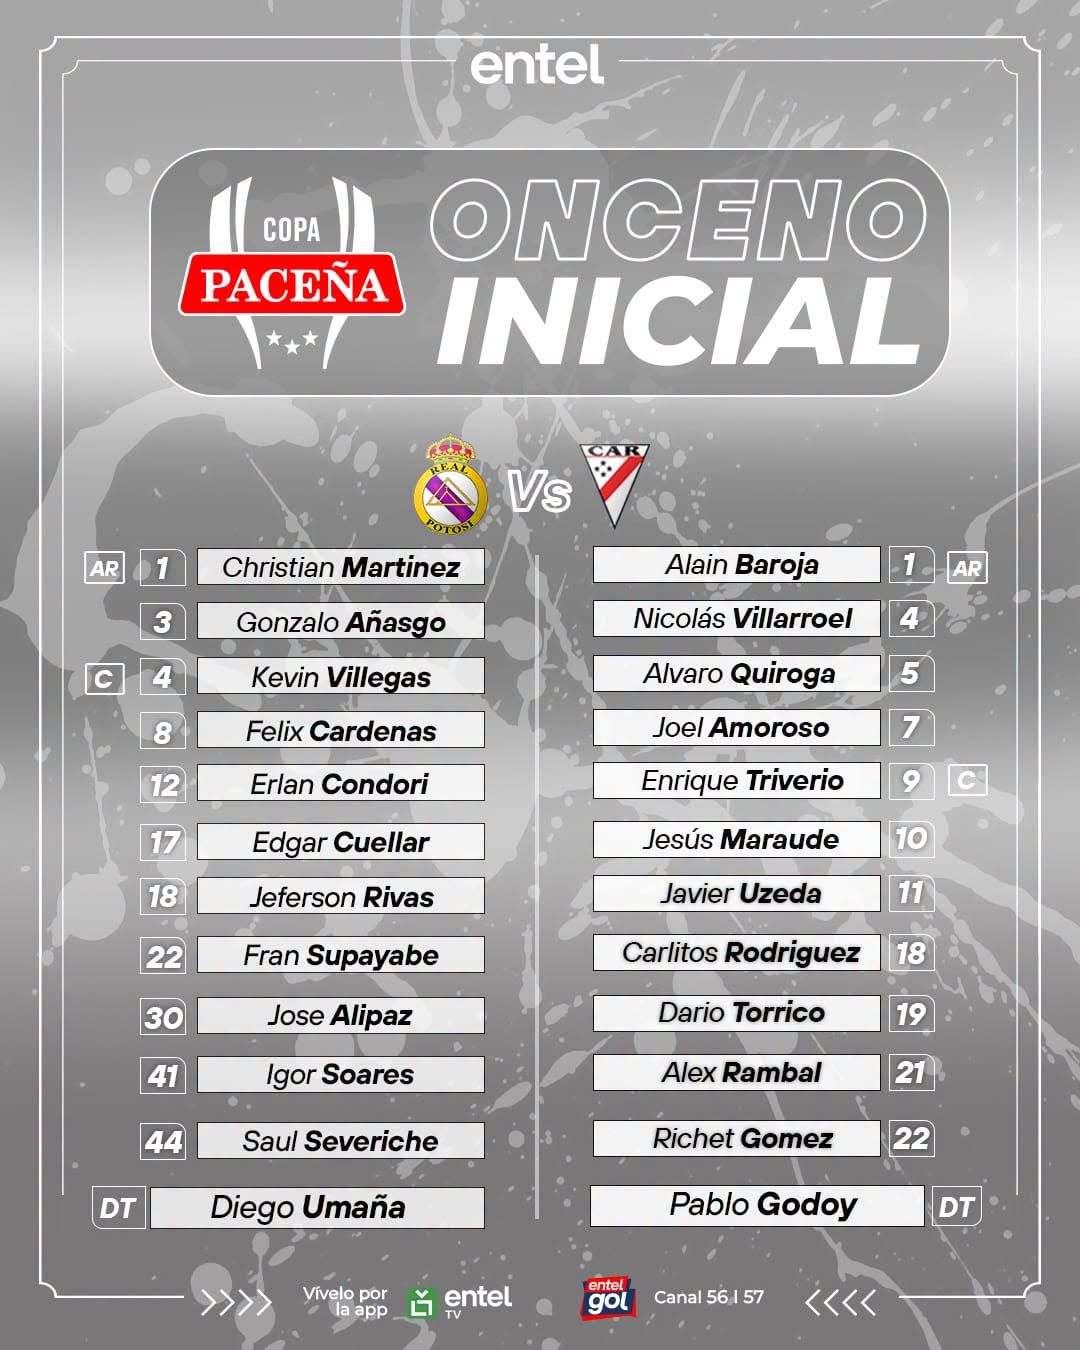 entel
COPA
PACEÑA
ONCENO
INICIAL
REAL
POTOSI
Vs
CAR
AR 1 Christian Martinez
3 Gonzalo Añasgo
C 4 Kevin Villegas
8 Felix Cardenas
12 Erlan Condori
17 Edgar Cuellar
18 Jeferson Rivas
22 Fran Supayabe
30 Jose Alipaz
41 Igor Soares
44 Saul Severiche
DT Diego Umaña
Alain Baroja 1 AR
Nicolás Villarroel 4
Alvaro Quiroga 5
Joel Amoroso 7
Enrique Triverio 9 C
Jesús Maraude 10
Javier Uzeda 11
Carlitos Rodriguez 18
Dario Torrico 19
Alex Rambal 21
Richet Gomez 22
Pablo Godoy DT
Vívelo por
la app
entel
TV
entel
gol
Canal 56 | 57